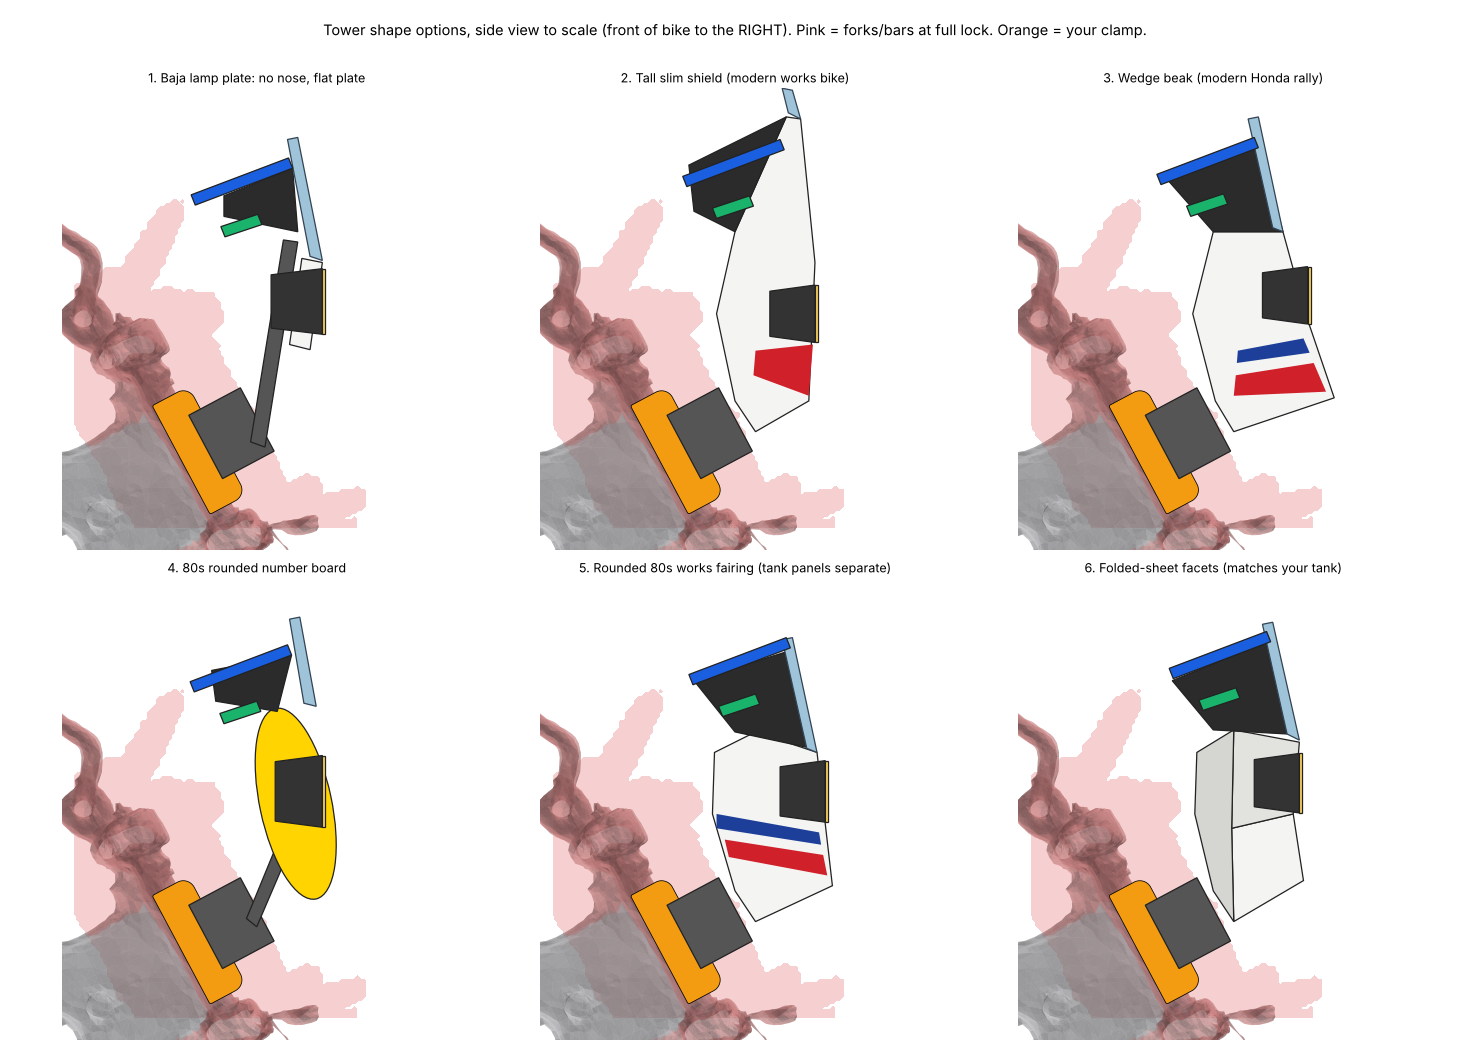 Tower shape options, side view to scale (front of bike to the RIGHT). Pink = forks/bars at full lock. Orange = your clamp.
1. Baja lamp plate: no nose, flat plate
2. Tall slim shield (modern works bike)
3. Wedge beak (modern Honda rally)
4. 80s rounded number board
5. Rounded 80s works fairing (tank panels separate)
6. Folded-sheet facets (matches your tank)